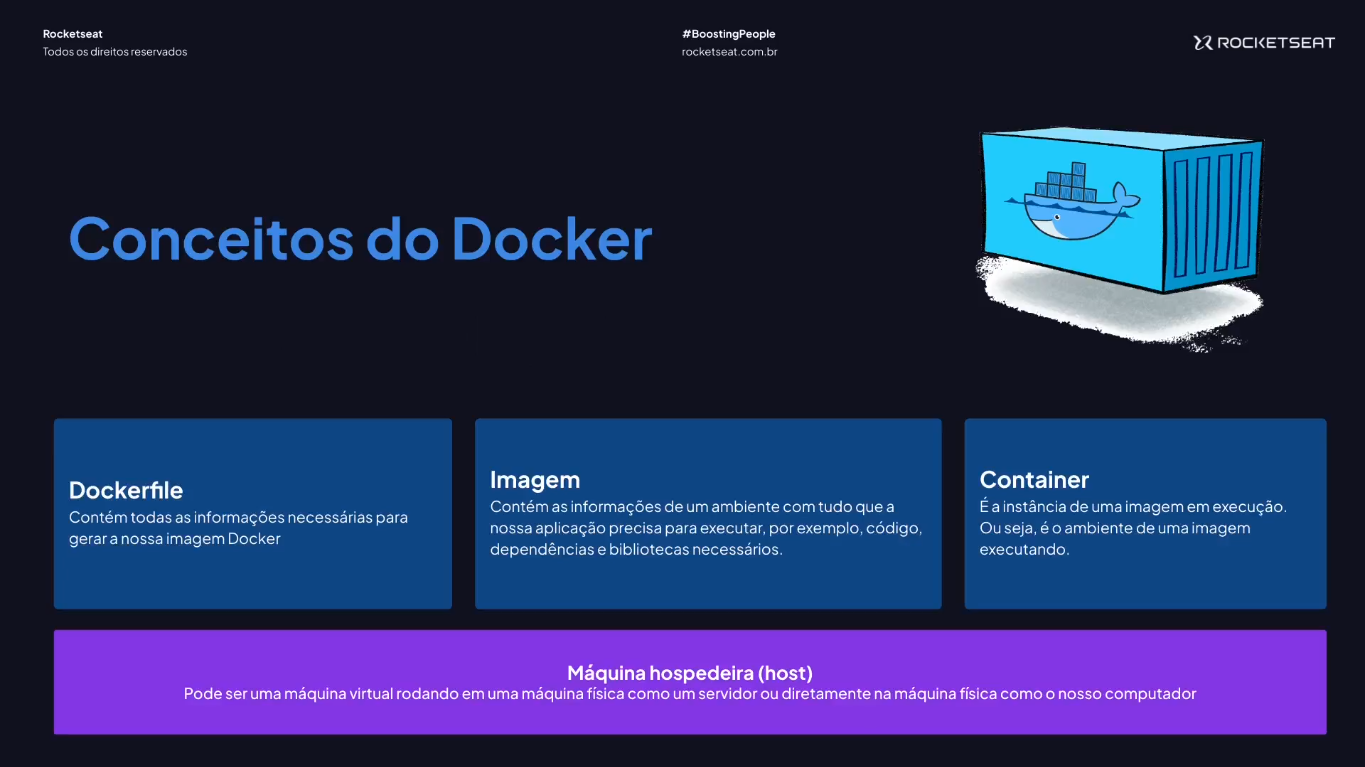 Rocketseat
Todos os direitos reservados
#BoostingPeople
rocketseat.com.br
ROCKETSEAT
Conceitos do Docker
Dockerfile
Contém todas as informações necessárias para
gerar a nossa imagem Docker
Imagem
Contém as informações de um ambiente com tudo que a
nossa aplicação precisa para executar, por exemplo, código,
dependências e bibliotecas necessários.
Container
É a instância de uma imagem em execução.
Ou seja, é o ambiente de uma imagem
executando.
Máquina hospedeira (host)
Pode ser uma máquina virtual rodando em uma máquina física como um servidor ou diretamente na máquina física como o nosso computador